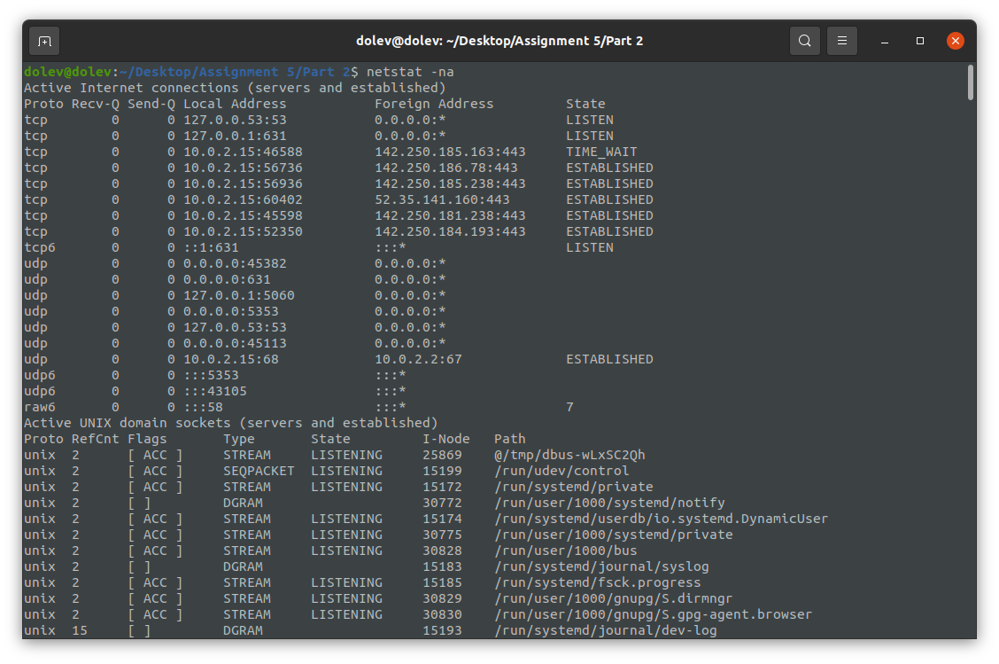 dolev@dolev: ~/Desktop/Assignment 5/Part 2
dolev@dolev:~/Desktop/Assignment 5/Part 2$ netstat -na
Active Internet connections (servers and established)
Proto Recv-Q Send-Q Local Address           Foreign Address         State
tcp        0      0 127.0.0.53:53           0.0.0.0:*               LISTEN
tcp        0      0 127.0.0.1:631           0.0.0.0:*               LISTEN
tcp        0      0 10.0.2.15:46588         142.250.185.163:443     TIME_WAIT
tcp        0      0 10.0.2.15:56736         142.250.186.78:443      ESTABLISHED
tcp        0      0 10.0.2.15:56936         142.250.185.238:443     ESTABLISHED
tcp        0      0 10.0.2.15:60402         52.35.141.160:443       ESTABLISHED
tcp        0      0 10.0.2.15:45598         142.250.181.238:443     ESTABLISHED
tcp        0      0 10.0.2.15:52350         142.250.184.193:443     ESTABLISHED
tcp6       0      0 ::1:631                 :::*                    LISTEN
udp        0      0 0.0.0.0:45382           0.0.0.0:*
udp        0      0 0.0.0.0:631             0.0.0.0:*
udp        0      0 127.0.0.1:5060          0.0.0.0:*
udp        0      0 0.0.0.0:5353            0.0.0.0:*
udp        0      0 127.0.0.53:53           0.0.0.0:*
udp        0      0 0.0.0.0:45113           0.0.0.0:*
udp        0      0 10.0.2.15:68            10.0.2.2:67             ESTABLISHED
udp6       0      0 :::5353                 :::*
udp6       0      0 :::43105                :::*
raw6       0      0 :::58                   :::*                    7
Active UNIX domain sockets (servers and established)
Proto RefCnt Flags       Type       State         I-Node   Path
unix  2      [ ACC ]     STREAM     LISTENING     25869    @/tmp/dbus-wLxSC2Qh
unix  2      [ ACC ]     SEQPACKET  LISTENING     15199    /run/udev/control
unix  2      [ ACC ]     STREAM     LISTENING     15172    /run/systemd/private
unix  2      [ ]         DGRAM                    30772    /run/user/1000/systemd/notify
unix  2      [ ACC ]     STREAM     LISTENING     15174    /run/systemd/userdb/io.systemd.DynamicUser
unix  2      [ ACC ]     STREAM     LISTENING     30775    /run/user/1000/systemd/private
unix  2      [ ACC ]     STREAM     LISTENING     30828    /run/user/1000/bus
unix  2      [ ]         DGRAM                    15183    /run/systemd/journal/syslog
unix  2      [ ACC ]     STREAM     LISTENING     15185    /run/systemd/fsck.progress
unix  2      [ ACC ]     STREAM     LISTENING     30829    /run/user/1000/gnupg/S.dirmngr
unix  2      [ ACC ]     STREAM     LISTENING     30830    /run/user/1000/gnupg/S.gpg-agent.browser
unix  15     [ ]         DGRAM                    15193    /run/systemd/journal/dev-log